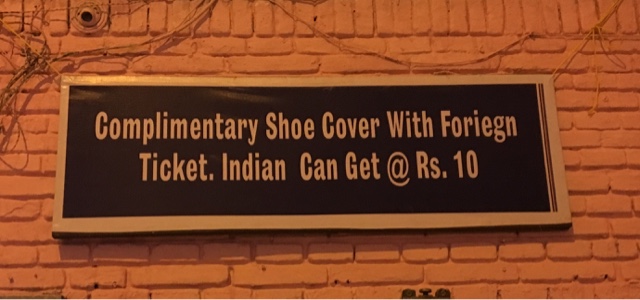 Complimentary Shoe Cover With Foriegn
Ticket. Indian Can Get @ Rs. 10